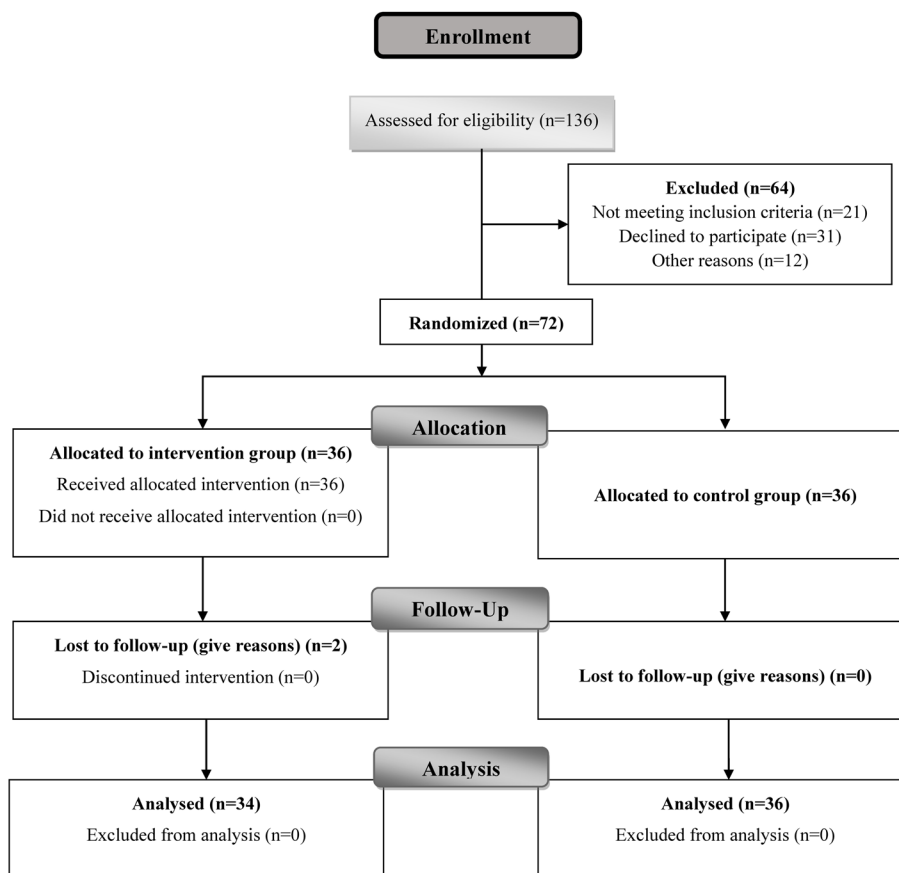 Enrollment
Assessed for eligibility (n=136)
Excluded (n=64)
Not meeting inclusion criteria (n=21)
Declined to participate (n=31)
Other reasons (n=12)
Randomized (n=72)
Allocation
Allocated to intervention group (n=36)
Received allocated intervention (n=36)
Did not receive allocated intervention (n=0)
Allocated to control group (n=36)
Follow-Up
Lost to follow-up (give reasons) (n=2)
Discontinued intervention (n=0)
Lost to follow-up (give reasons) (n=0)
Analysis
Analysed (n=34)
Excluded from analysis (n=0)
Analysed (n=36)
Excluded from analysis (n=0)